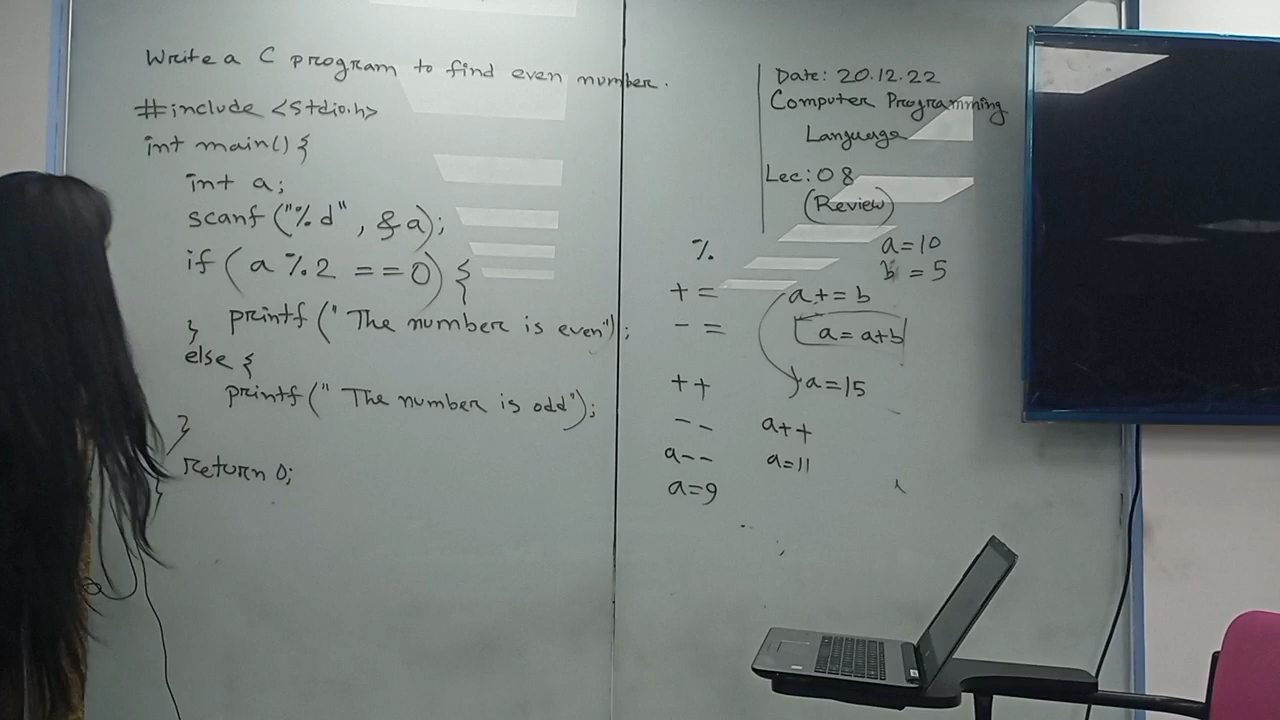 Write a C program to find even number.
#include <stdio.h>
int main() {
int a;
scanf ("%d" , &a);
if ( a % 2 == 0) {
printf (" The number is even");
}
else {
printf (" The number is odd");
}
return 0;
}
Date: 20.12.22
Computer Programming
Language
Lec: 08
(Review)
%
a=10
b = 5
+ =
a+=b
- =
a= a+b
+ +
a=15
- -
a++
a--
a=11
a=9